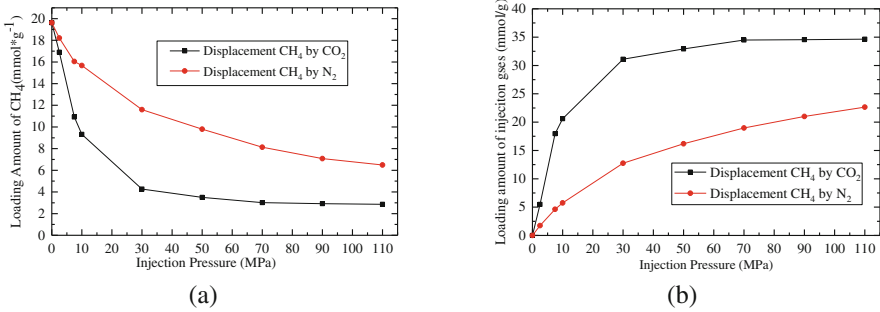 Loading Amount of CH₄(mmol*g⁻¹)
20
18
16
14
12
10
8
6
4
2
0
Displacement CH₄ by CO₂
Displacement CH₄ by N₂
0 10 20 30 40 50 60 70 80 90 100 110
Injection Pressure (MPa)
(a)
Loading amount of injeciton gses (mmol/g)
40
35
30
25
20
15
10
5
0
Displacement CH₄ by CO₂
Displacement CH₄ by N₂
0 10 20 30 40 50 60 70 80 90 100 110
Injection Pressure (MPa)
(b)